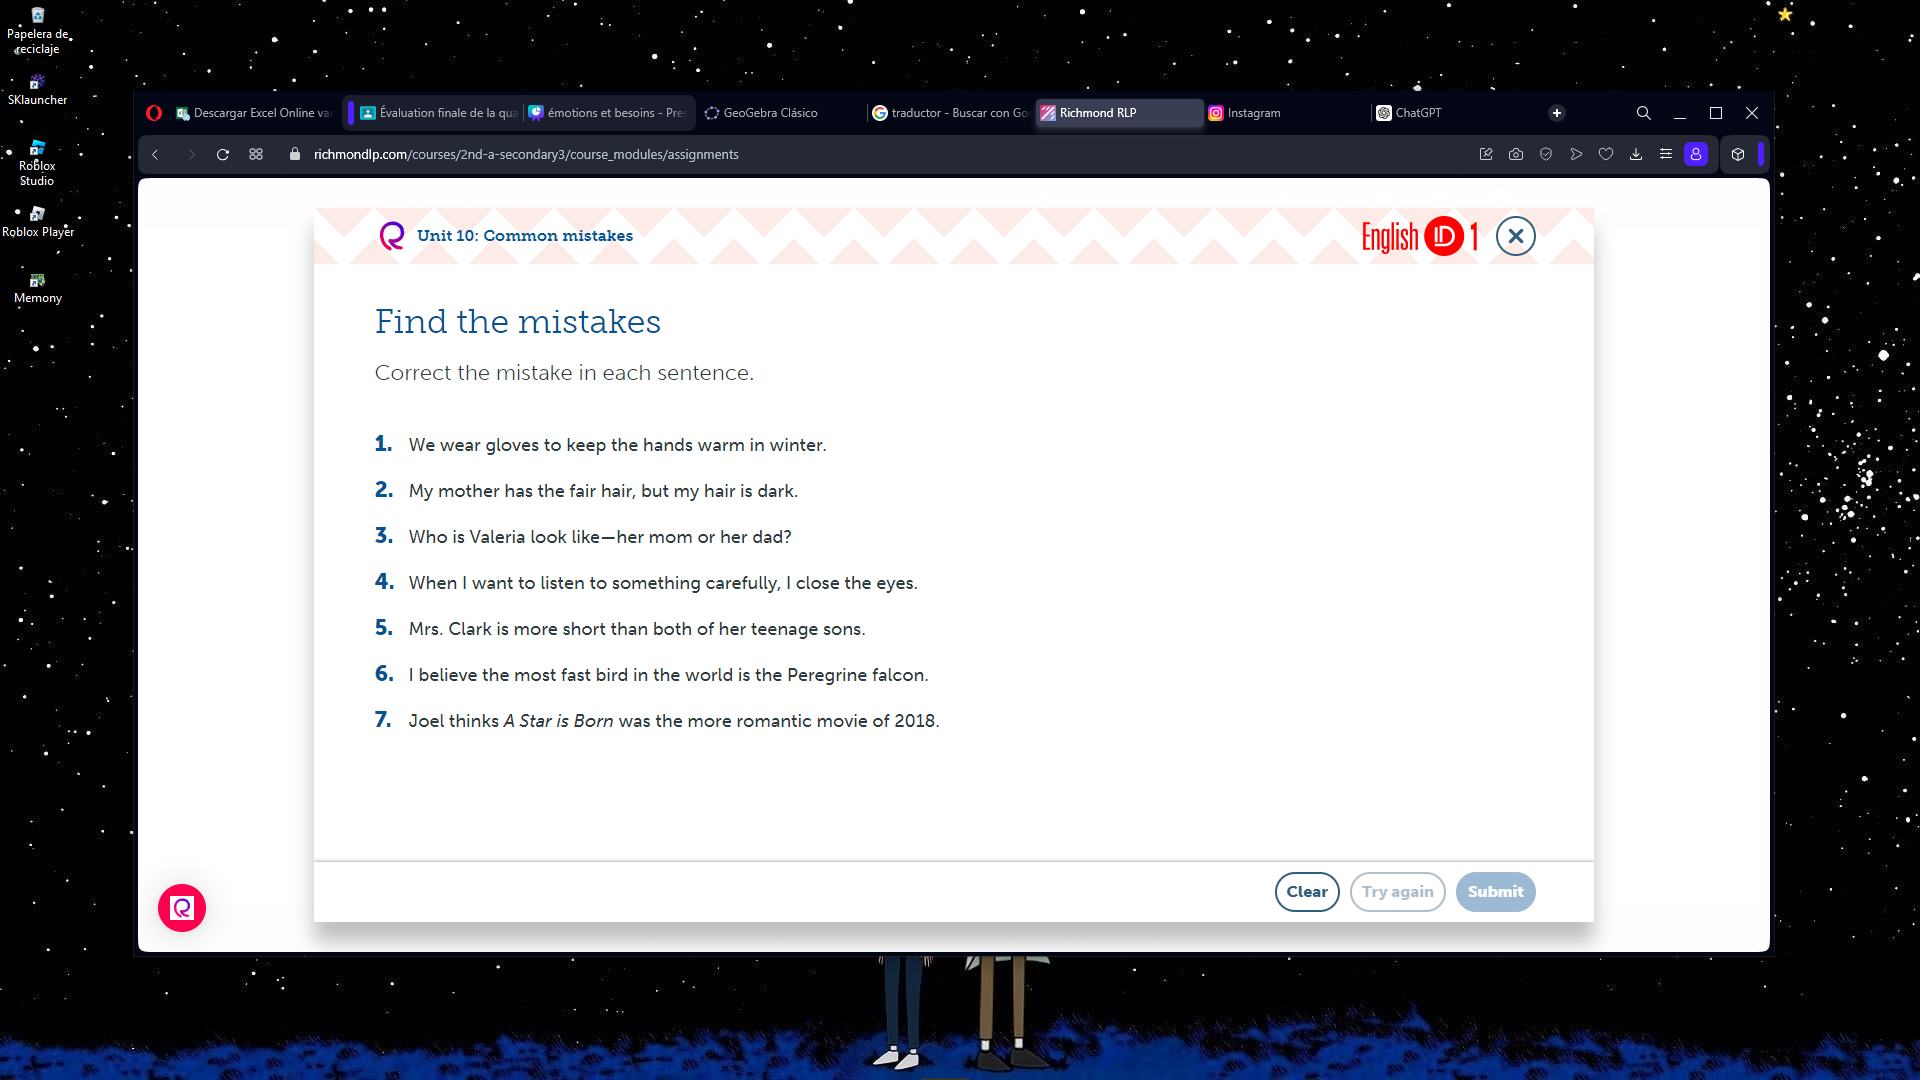 Papelera de
reciclaje
SKlauncher
Roblox
Studio
Roblox Player
Memony
Descargar Excel Online va
Évaluation finale de la qua
émotions et besoins - Pre
GeoGebra Clásico
traductor - Buscar con Go
Richmond RLP
Instagram
ChatGPT
richmondlp.com/courses/2nd-a-secondary3/course_modules/assignments
Unit 10: Common mistakes
English ID 1
Find the mistakes
Correct the mistake in each sentence.
1. We wear gloves to keep the hands warm in winter.
2. My mother has the fair hair, but my hair is dark.
3. Who is Valeria look like—her mom or her dad?
4. When I want to listen to something carefully, I close the eyes.
5. Mrs. Clark is more short than both of her teenage sons.
6. I believe the most fast bird in the world is the Peregrine falcon.
7. Joel thinks A Star is Born was the more romantic movie of 2018.
Clear
Try again
Submit